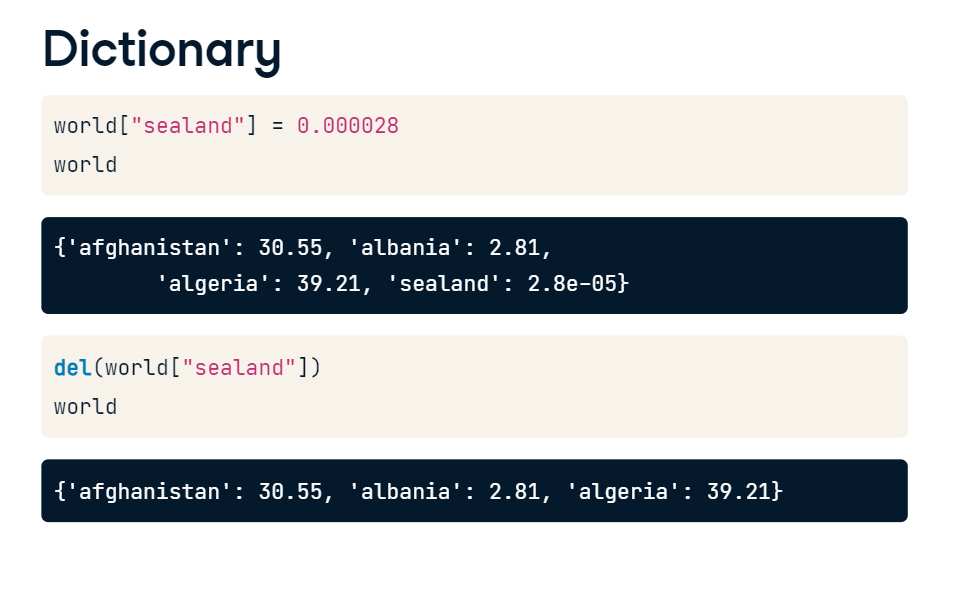 Dictionary
world["sealand"] = 0.000028
world
{'afghanistan': 30.55, 'albania': 2.81,
'algeria': 39.21, 'sealand': 2.8e-05}
del(world["sealand"])
world
{'afghanistan': 30.55, 'albania': 2.81, 'algeria': 39.21}